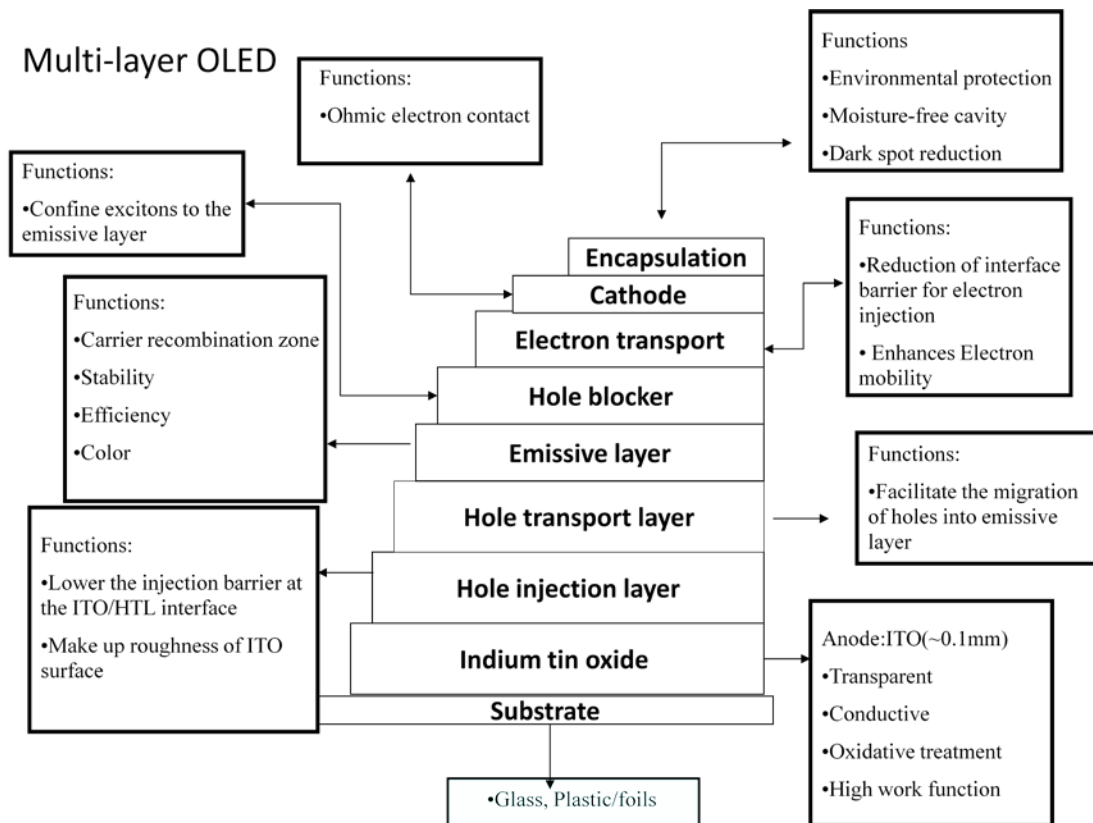 Multi-layer OLED
Functions:
•Ohmic electron contact
Functions
•Environmental protection
•Moisture-free cavity
•Dark spot reduction
Functions:
•Confine excitons to the
emissive layer
Functions:
•Reduction of interface
barrier for electron
injection
• Enhances Electron
mobility
Functions:
•Carrier recombination zone
•Stability
•Efficiency
•Color
Encapsulation
Cathode
Electron transport
Hole blocker
Emissive layer
Hole transport layer
Hole injection layer
Indium tin oxide
Substrate
Functions:
•Facilitate the migration
of holes into emissive
layer
Functions:
•Lower the injection barrier at
the ITO/HTL interface
•Make up roughness of ITO
surface
Anode:ITO(~0.1mm)
•Transparent
•Conductive
•Oxidative treatment
•High work function
•Glass, Plastic/foils